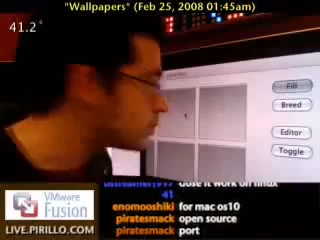 "Wallpapers" (Feb 25, 2008 01:45am)
41.2°
Fill
Breed
Editor
Toggle
dose it work on linux
41
enomooshiki for mac os10
piratesmack open source
piratesmack port
VMware
Fusion
LIVE.PIRILLO.COM